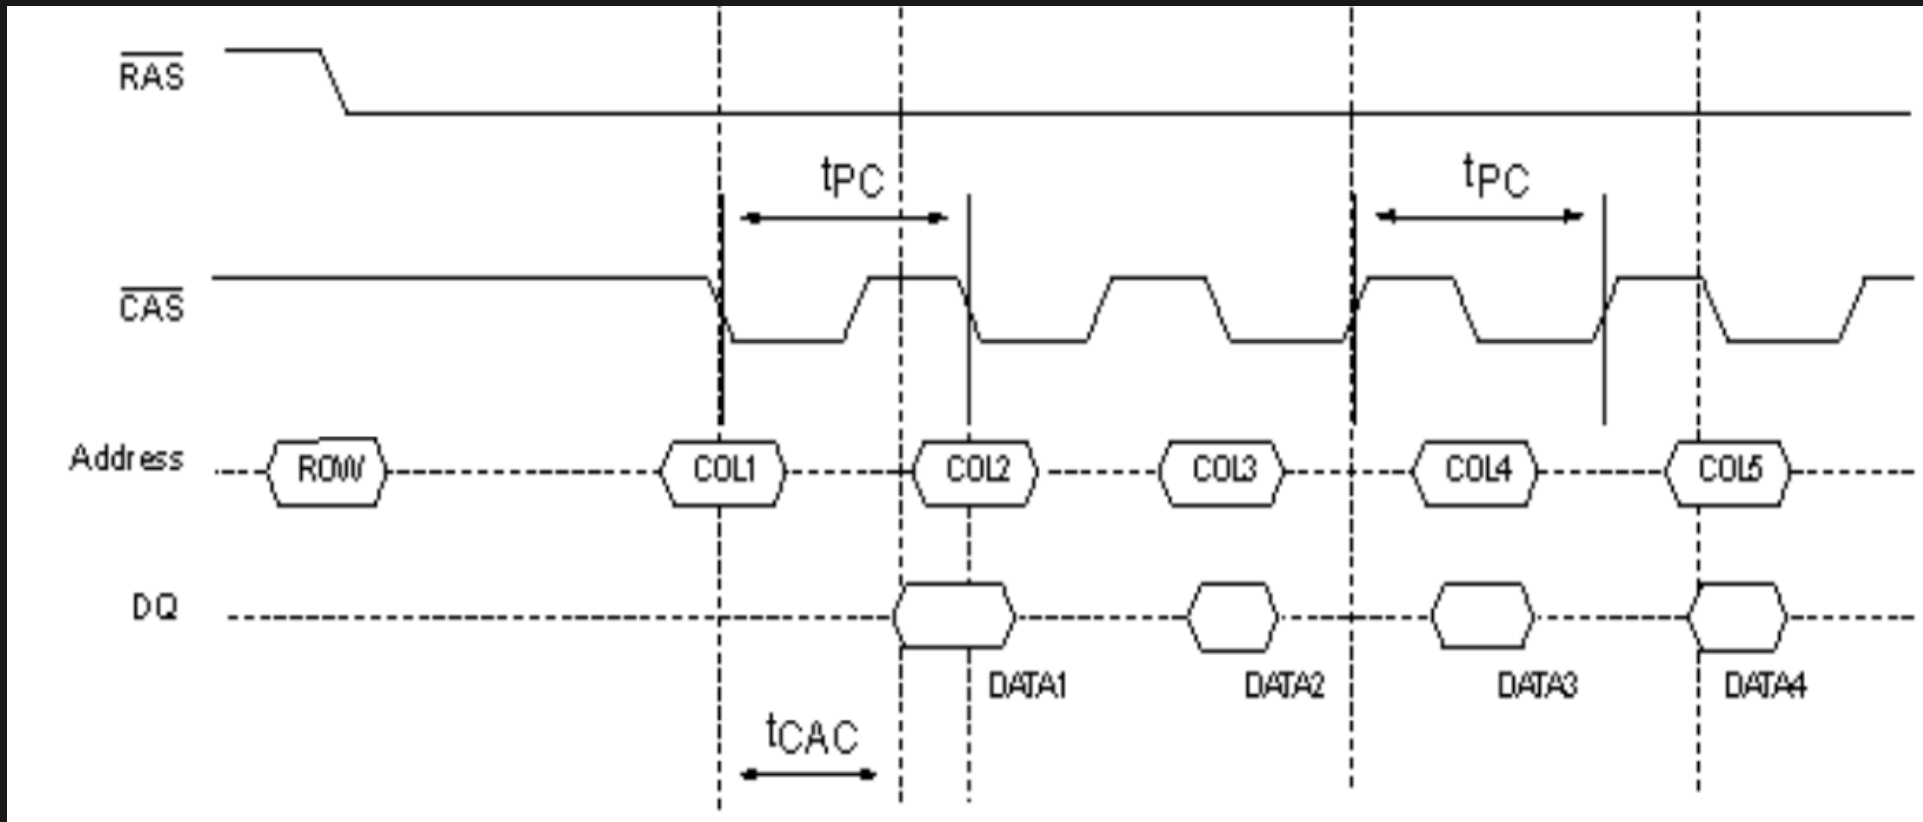 RAS
tPC
tPC
CAS
Address
ROW
COL1
COL2
COL3
COL4
COL5
DQ
DATA1
DATA2
DATA3
DATA4
tCAC